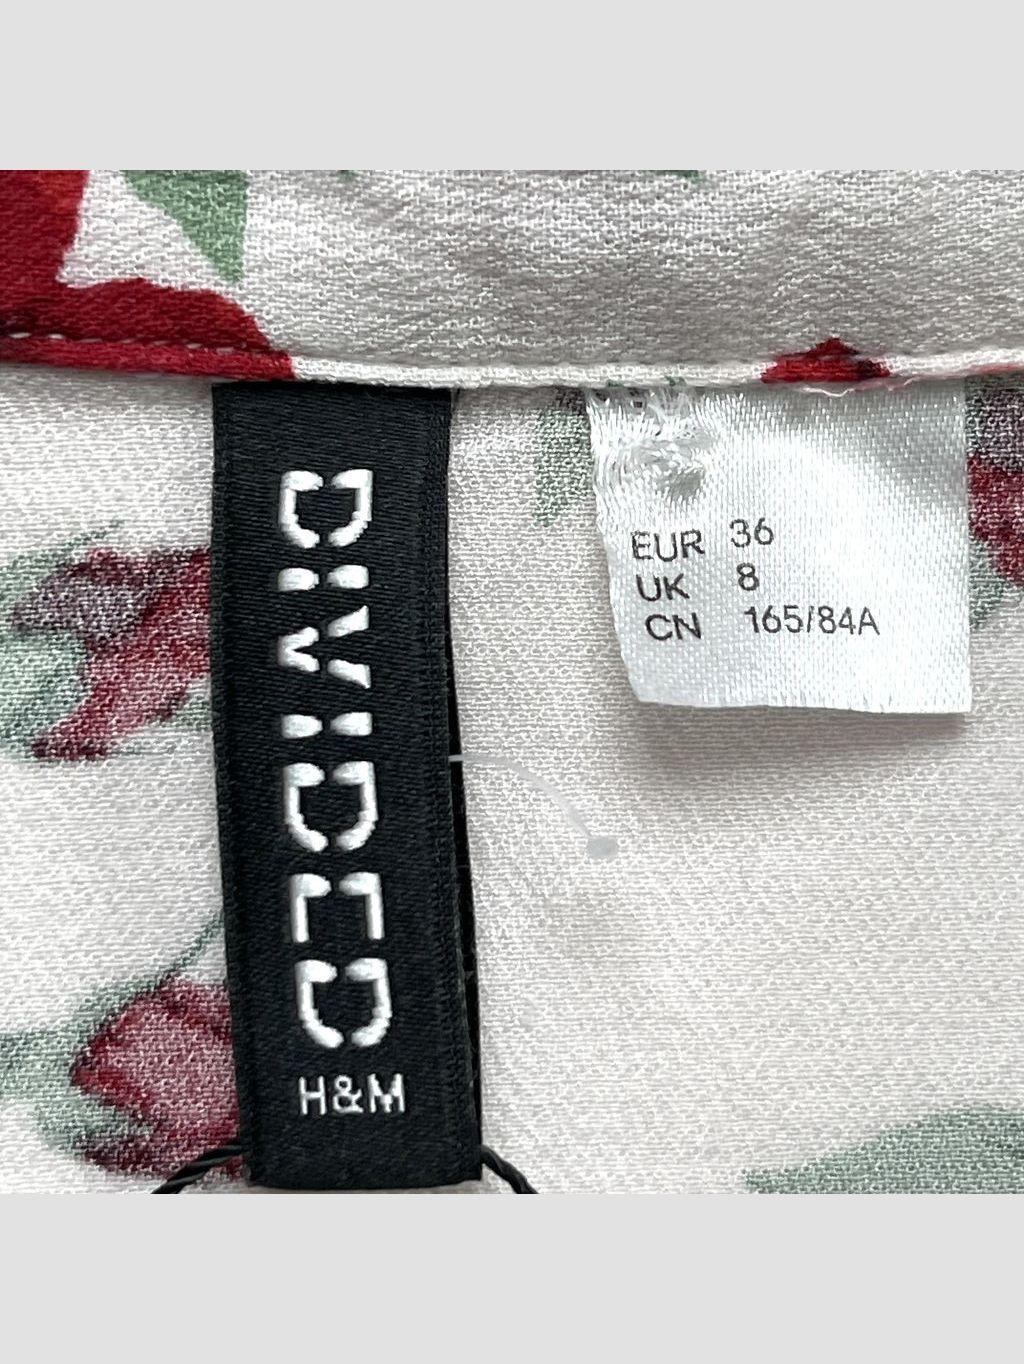 DIVIDED
H&M
EUR 36
UK 8
CN 165/84A